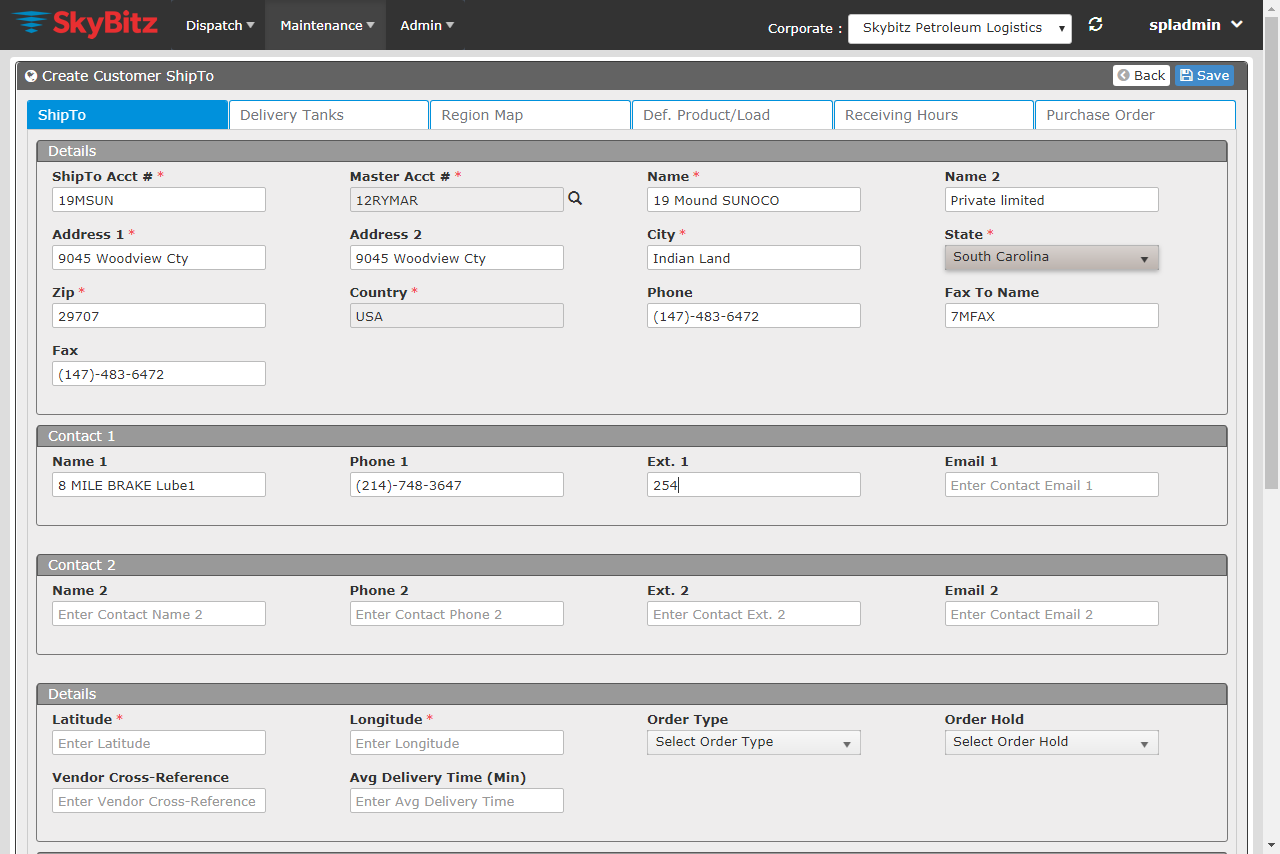 SkyBitz Dispatch Maintenance Admin Corporate : Skybitz Petroleum Logistics spladmin
Create Customer ShipTo Back Save
ShipTo Delivery Tanks Region Map Def. Product/Load Receiving Hours Purchase Order
Details
ShipTo Acct # * Master Acct # * Name * Name 2
19MSUN 12RYMAR 19 Mound SUNOCO Private limited
Address 1 * Address 2 City * State *
9045 Woodview Cty 9045 Woodview Cty Indian Land South Carolina
Zip * Country * Phone Fax To Name
29707 USA (147)-483-6472 7MFAX
Fax
(147)-483-6472
Contact 1
Name 1 Phone 1 Ext. 1 Email 1
8 MILE BRAKE Lube1 (214)-748-3647 254 Enter Contact Email 1
Contact 2
Name 2 Phone 2 Ext. 2 Email 2
Enter Contact Name 2 Enter Contact Phone 2 Enter Contact Ext. 2 Enter Contact Email 2
Details
Latitude * Longitude * Order Type Order Hold
Enter Latitude Enter Longitude Select Order Type Select Order Hold
Vendor Cross-Reference Avg Delivery Time (Min)
Enter Vendor Cross-Reference Enter Avg Delivery Time